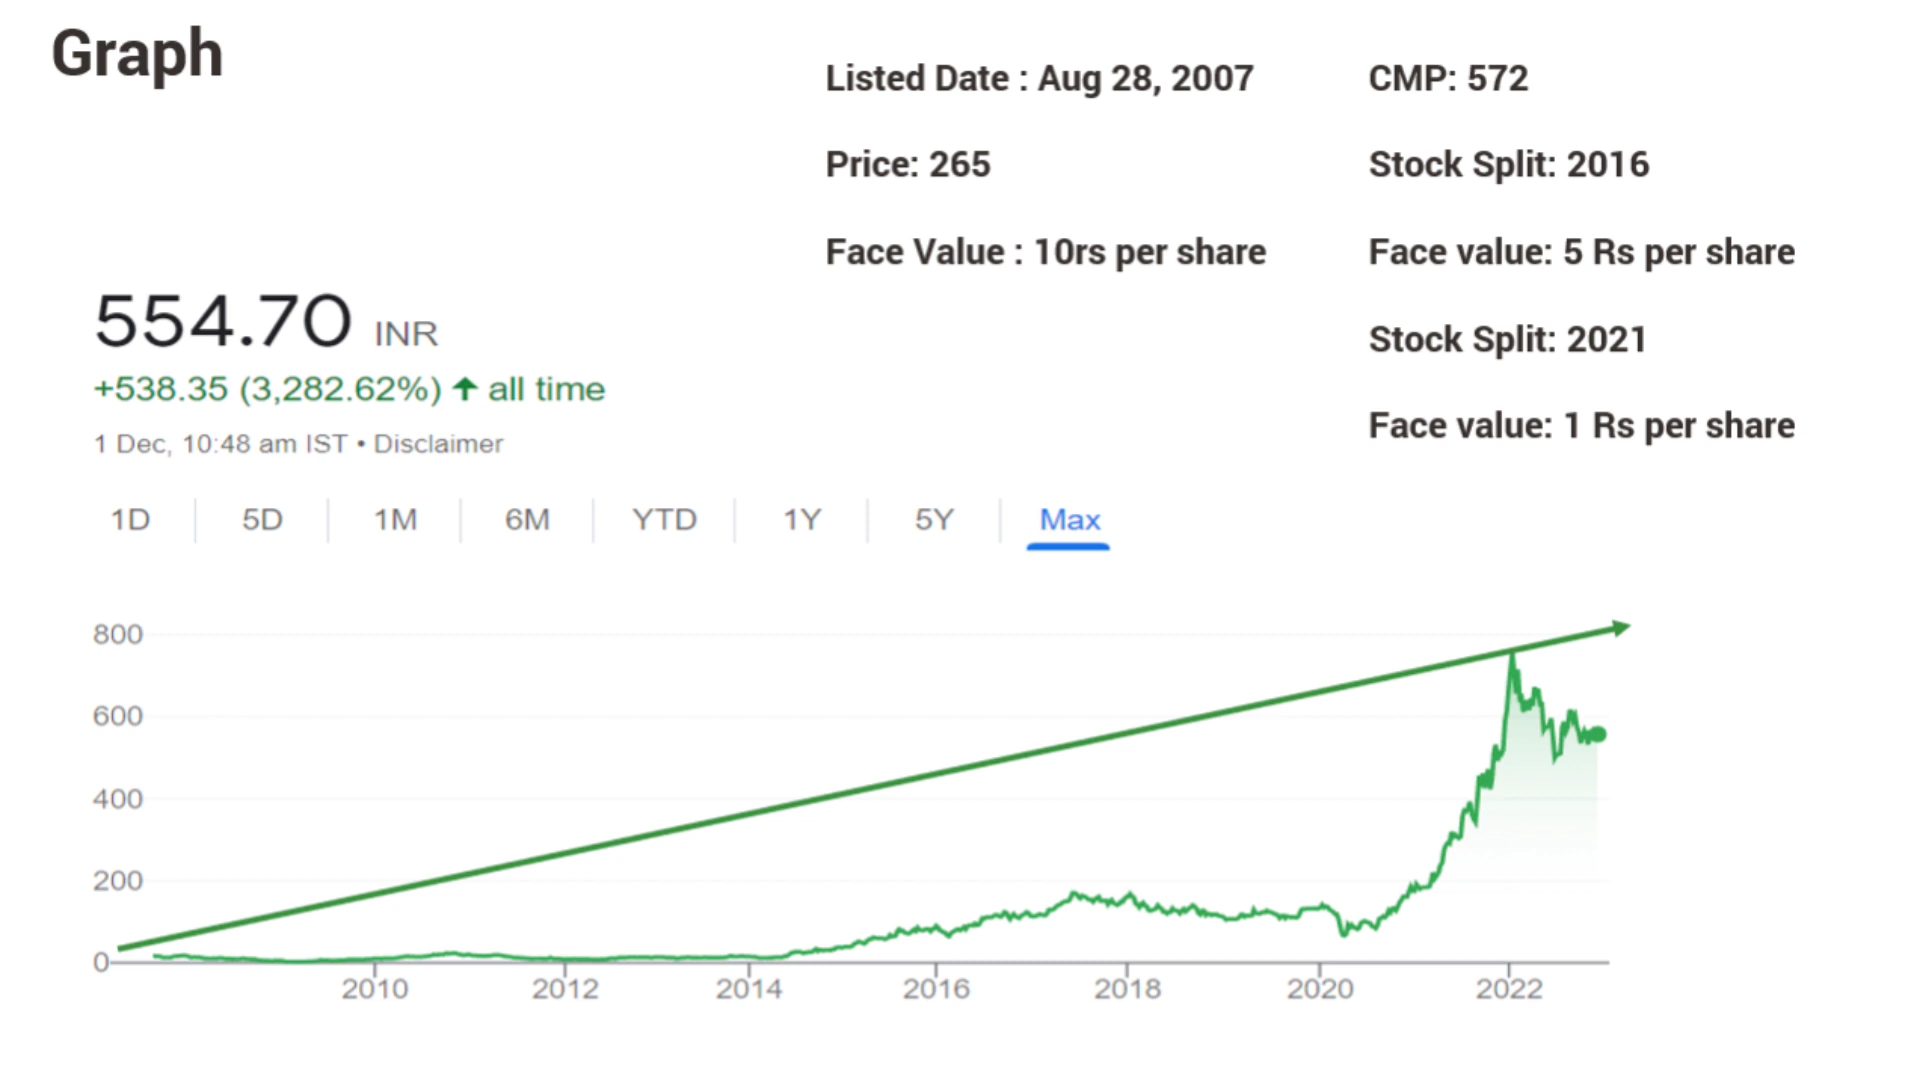 Graph
Listed Date : Aug 28, 2007
Price: 265
Face Value : 10rs per share
CMP: 572
Stock Split: 2016
Face value: 5 Rs per share
Stock Split: 2021
Face value: 1 Rs per share
554.70 INR
+538.35 (3,282.62%) ↑ all time
1 Dec, 10:48 am IST • Disclaimer
1D 5D 1M 6M YTD 1Y 5Y Max
800
600
400
200
0
2010 2012 2014 2016 2018 2020 2022